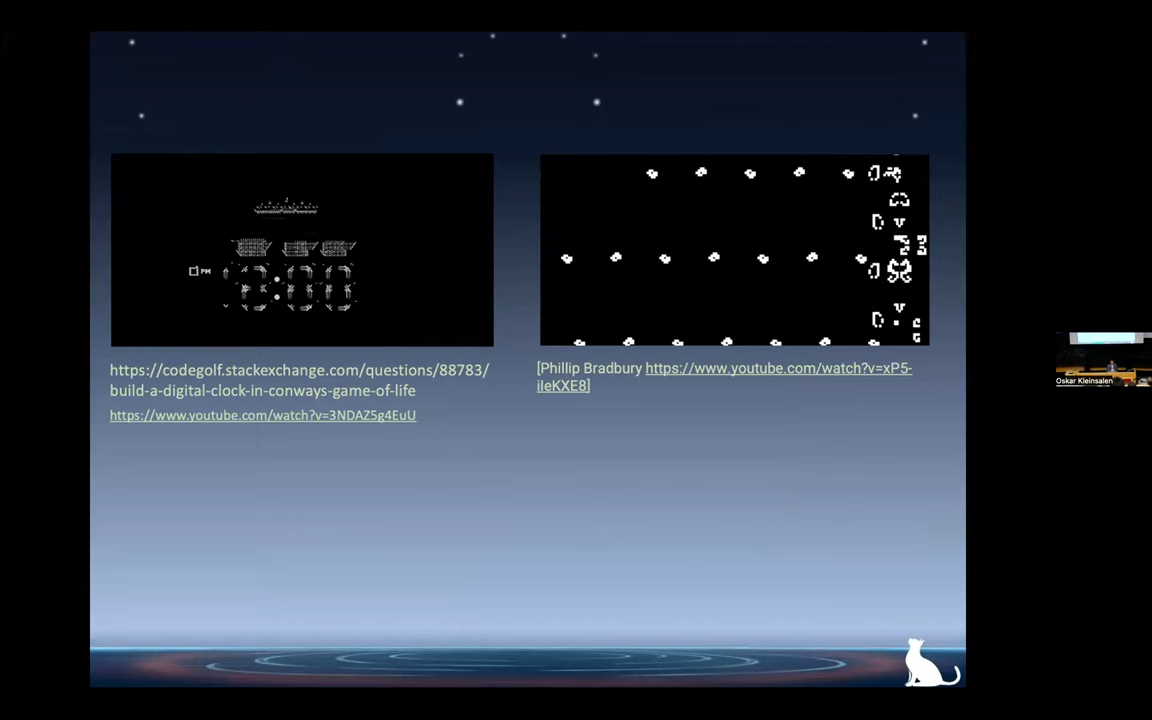 PM
https://codegolf.stackexchange.com/questions/88783/
build-a-digital-clock-in-conways-game-of-life
https://www.youtube.com/watch?v=3NDAZ5g4EuU
[Phillip Bradbury https://www.youtube.com/watch?v=xP5-
iIeKXE8]
Oskar Kleinsalen